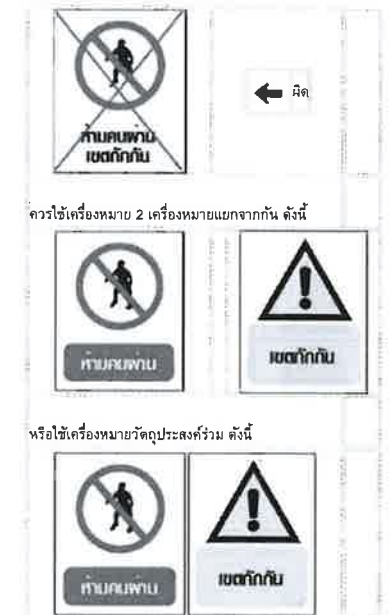 ห้ามคนผ่าน
เขตกักกัน
ผิด
ควรใช้เครื่องหมาย 2 เครื่องหมายแยกจากกัน ดังนี้
ห้ามคนผ่าน
เขตกักกัน
หรือใช้เครื่องหมายวัตถุประสงค์ร่วม ดังนี้
ห้ามคนผ่าน
เขตกักกัน